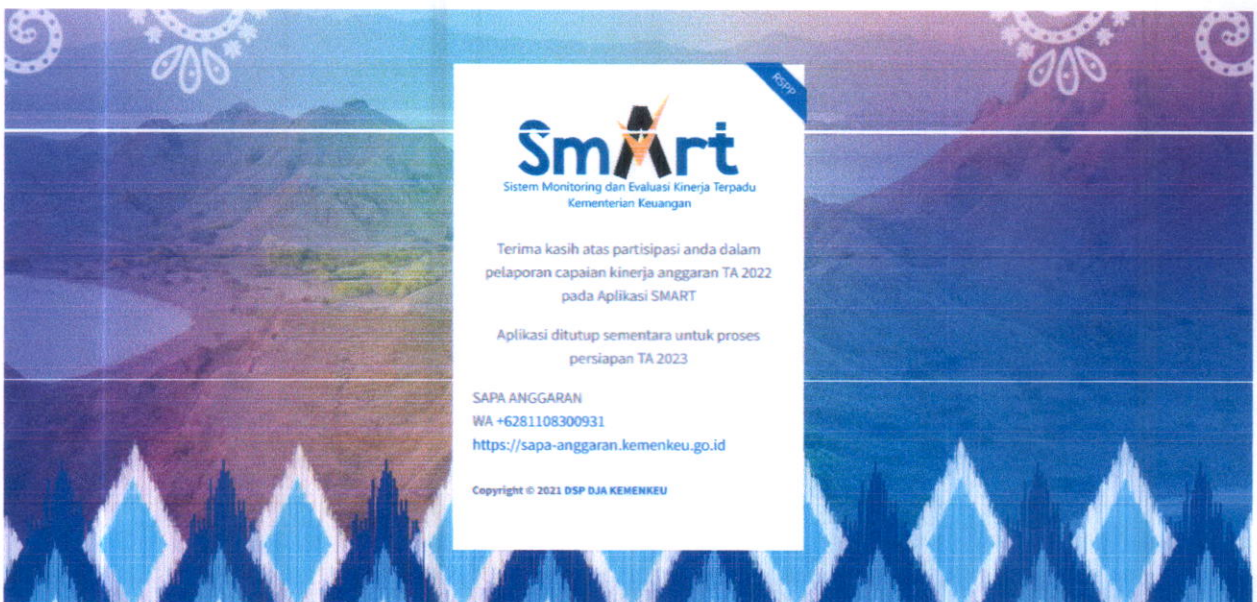 RSPP
SmArt
Sistem Monitoring dan Evaluasi Kinerja Terpadu
Kementerian Keuangan
Terima kasih atas partisipasi anda dalam
pelaporan capaian kinerja anggaran TA 2022
pada Aplikasi SMART
Aplikasi ditutup sementara untuk proses
persiapan TA 2023
SAPA ANGGARAN
WA +6281108300931
https://sapa-anggaran.kemenkeu.go.id
Copyright © 2021 DSP DJA KEMENKEU